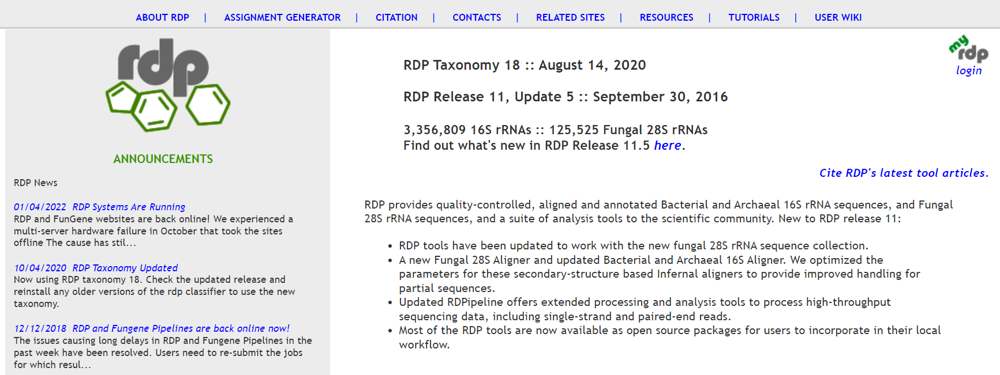 ABOUT RDP | ASSIGNMENT GENERATOR | CITATION | CONTACTS | RELATED SITES | RESOURCES | TUTORIALS | USER WIKI
rdp
ANNOUNCEMENTS
RDP News
01/04/2022 RDP Systems Are Running
RDP and FunGene websites are back online! We experienced a
multi-server hardware failure in October that took the sites
offline The cause has stil...
10/04/2020 RDP Taxonomy Updated
Now using RDP taxonomy 18. Check the updated release and
reinstall any older versions of the rdp classifier to use the new
taxonomy.
12/12/2018 RDP and Fungene Pipelines are back online now!
The issues causing long delays in RDP and Fungene Pipelines in the
past week have been resolved. Users need to re-submit the jobs
for which resul...
my
rdp
login
RDP Taxonomy 18 :: August 14, 2020
RDP Release 11, Update 5 :: September 30, 2016
3,356,809 16S rRNAs :: 125,525 Fungal 28S rRNAs
Find out what's new in RDP Release 11.5 here.
Cite RDP's latest tool articles.
RDP provides quality-controlled, aligned and annotated Bacterial and Archaeal 16S rRNA sequences, and Fungal
28S rRNA sequences, and a suite of analysis tools to the scientific community. New to RDP release 11:
• RDP tools have been updated to work with the new fungal 28S rRNA sequence collection.
• A new Fungal 28S Aligner and updated Bacterial and Archaeal 16S Aligner. We optimized the
parameters for these secondary-structure based Infernal aligners to provide improved handling for
partial sequences.
• Updated RDPipeline offers extended processing and analysis tools to process high-throughput
sequencing data, including single-strand and paired-end reads.
• Most of the RDP tools are now available as open source packages for users to incorporate in their local
workflow.